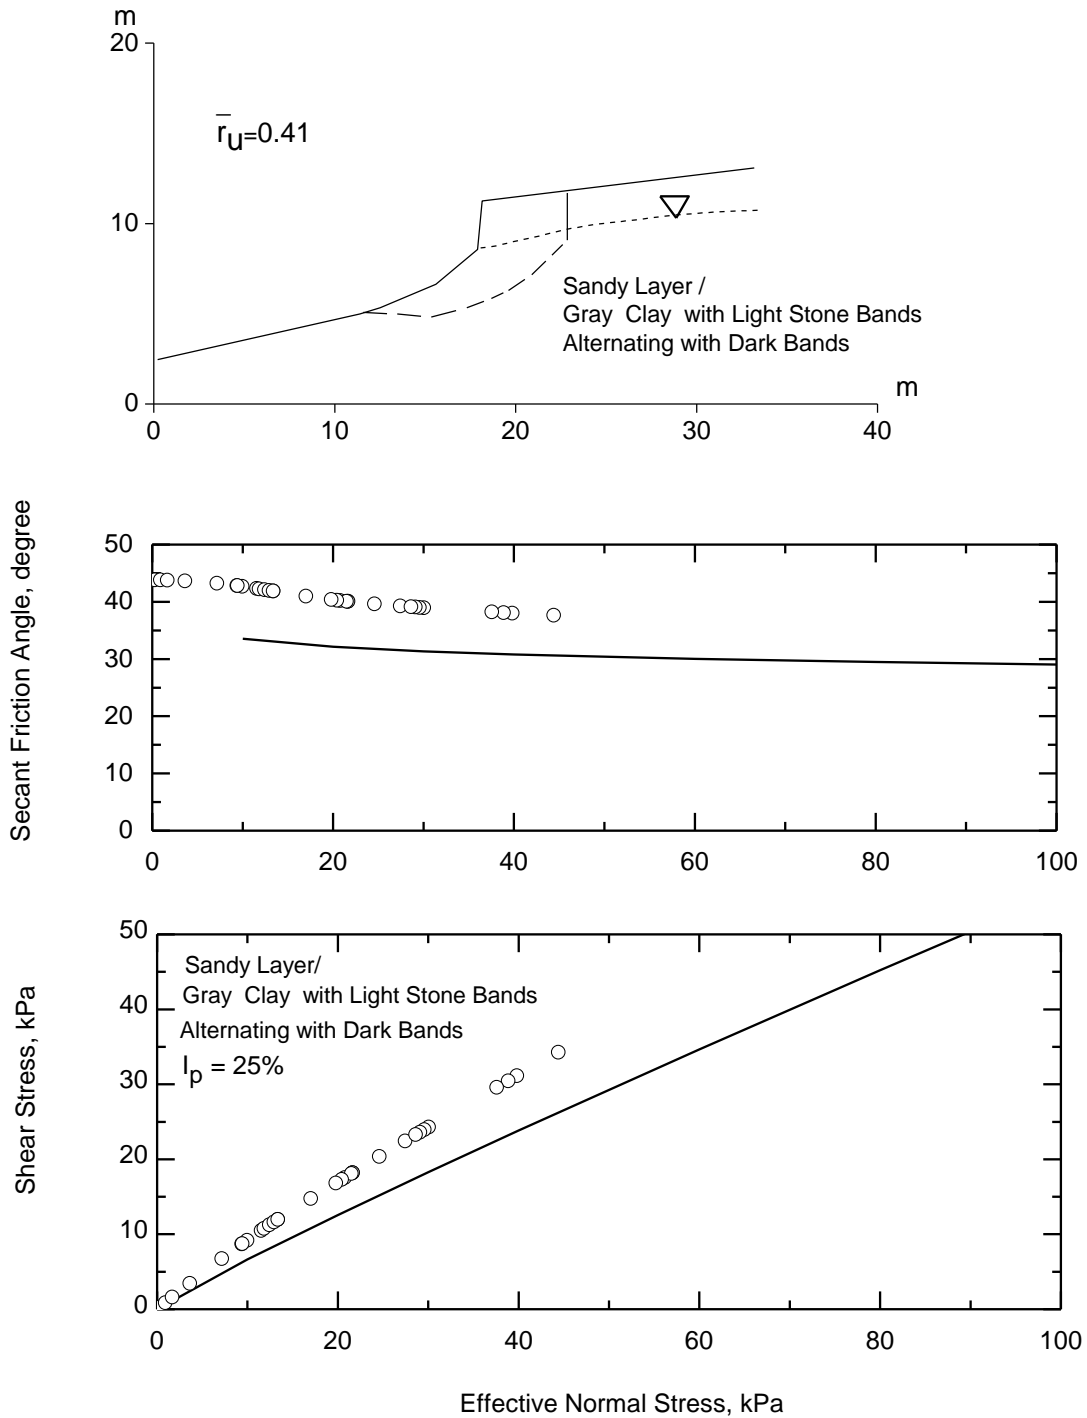 m
20
r̅u=0.41
10
Sandy Layer /
Gray Clay with Light Stone Bands
Alternating with Dark Bands
m
0
0 10 20 30 40
Secant Friction Angle, degree
50
40
30
20
10
0
0 20 40 60 80 100
Shear Stress, kPa
50
Sandy Layer/
Gray Clay with Light Stone Bands
40
Alternating with Dark Bands
Ip = 25%
30
20
10
0
0 20 40 60 80 100
Effective Normal Stress, kPa